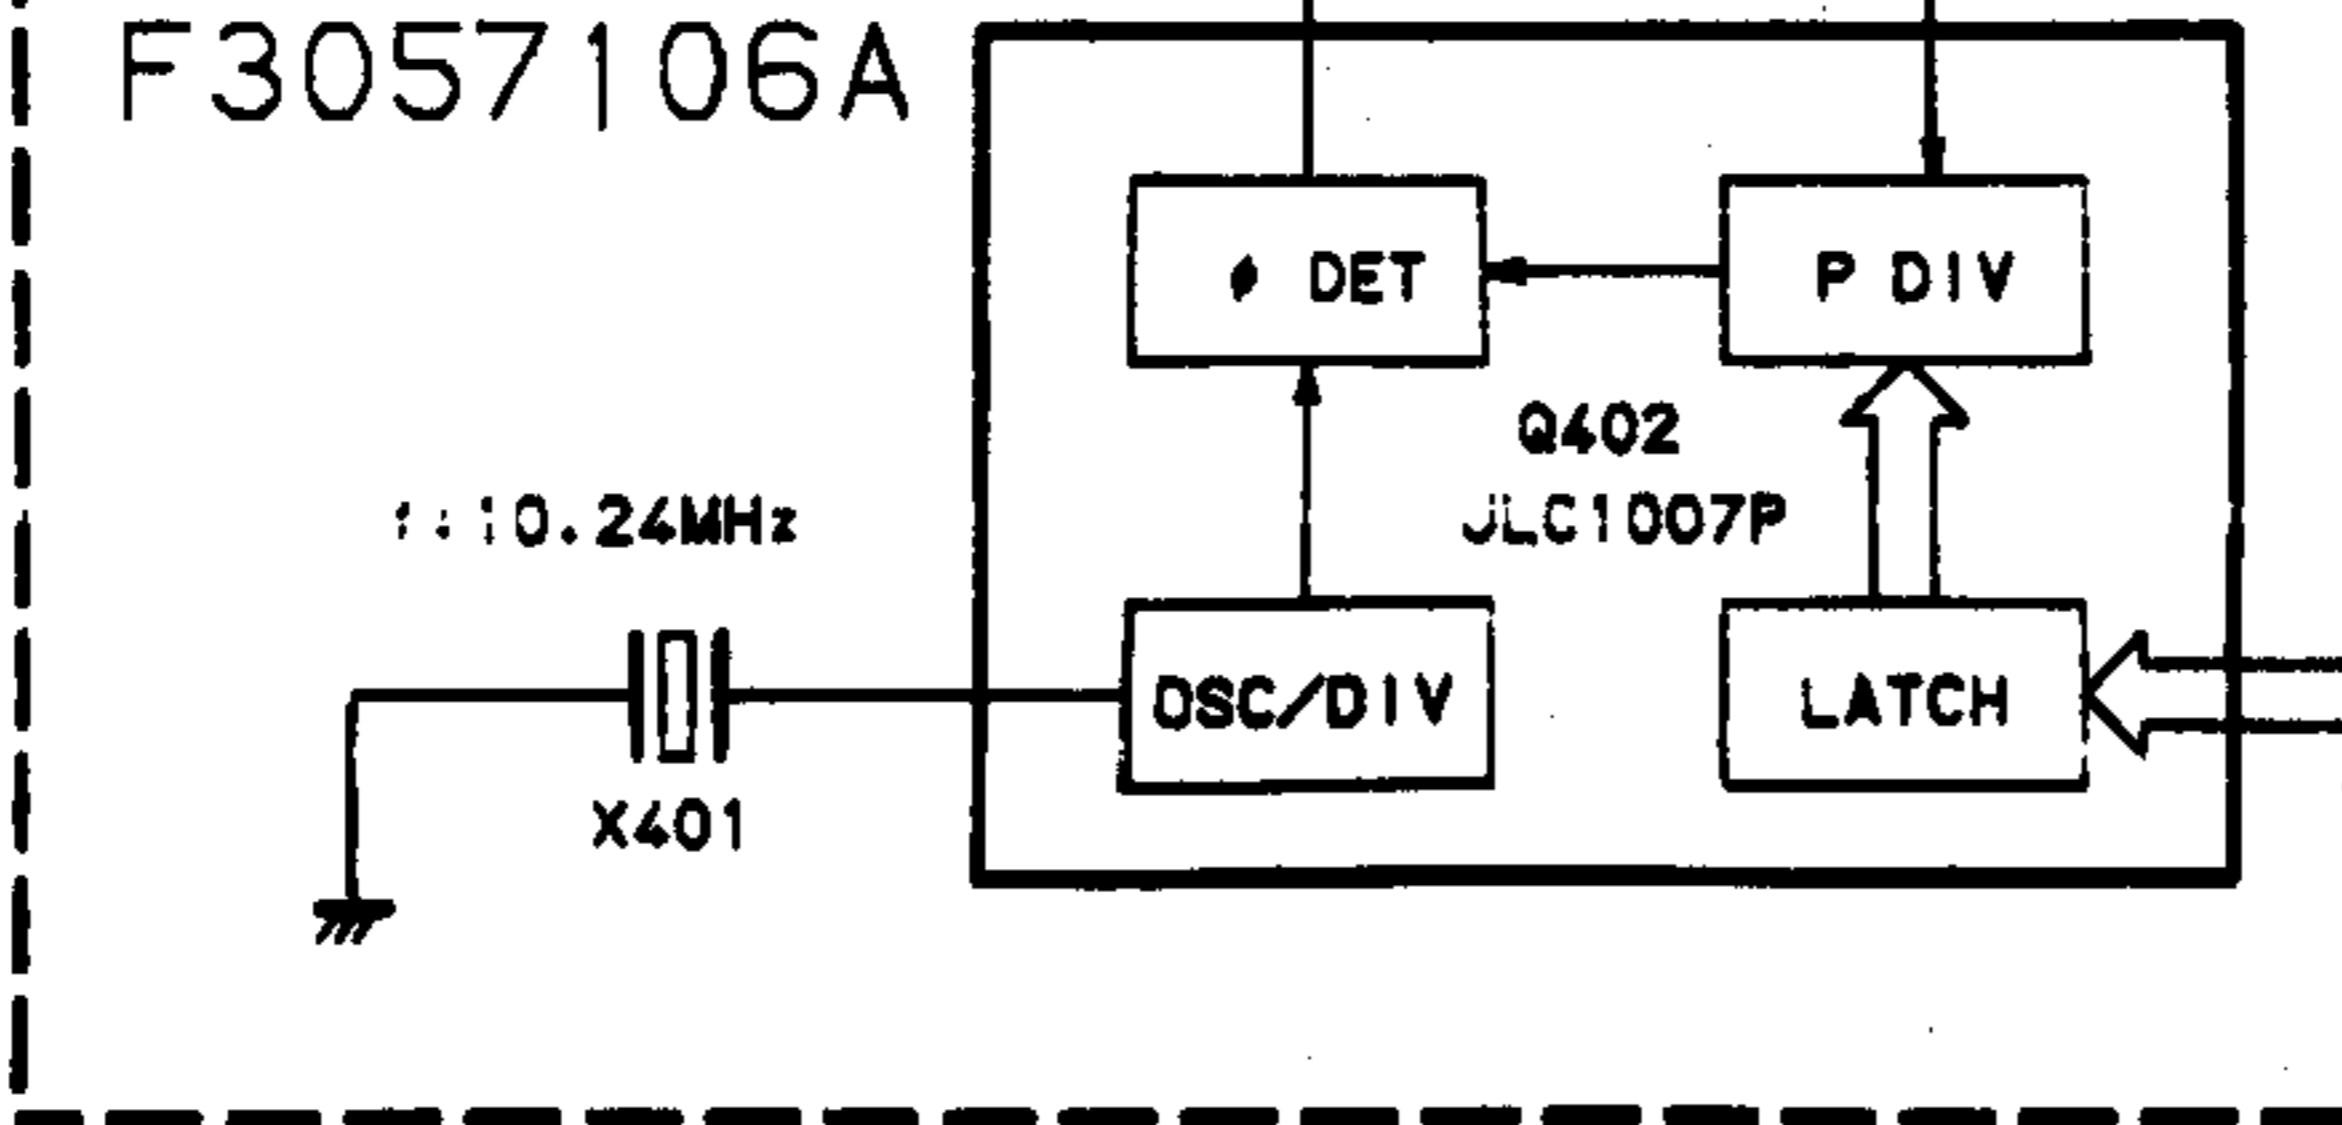 F3057106A
φ DET
P DIV
Q402
JLC1007P
f:10.24MHz
OSC/DIV
LATCH
X401